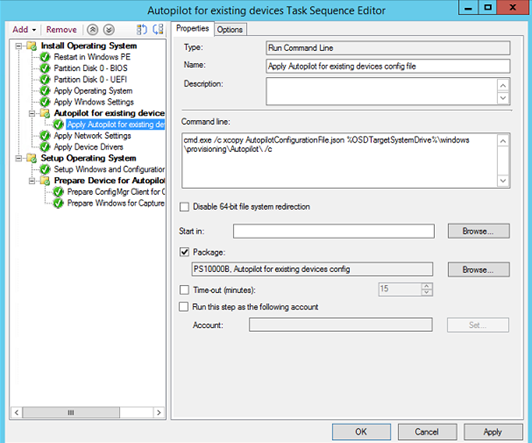 Autopilot for existing devices Task Sequence Editor
Add
Remove
Install Operating System
Restart in Windows PE
Partition Disk 0 - BIOS
Partition Disk 0 - UEFI
Apply Operating System
Apply Windows Settings
Autopilot for existing devices
Apply Autopilot for existing de
Apply Network Settings
Apply Device Drivers
Setup Operating System
Setup Windows and Configuration
Prepare Device for Autopilot
Prepare ConfigMgr Client for C
Prepare Windows for Capture
Properties
Options
Type:
Run Command Line
Name:
Apply Autopilot for existing devices config file
Description:
Command line:
cmd.exe /c xcopy AutopilotConfigurationFile.json %OSDTargetSystemDrive%\windows
\provisioning\Autopilot\ /c
Disable 64-bit file system redirection
Start in:
Browse...
Package:
PS10000B, Autopilot for existing devices config
Browse...
Time-out (minutes):
15
Run this step as the following account
Account:
Set...
OK
Cancel
Apply